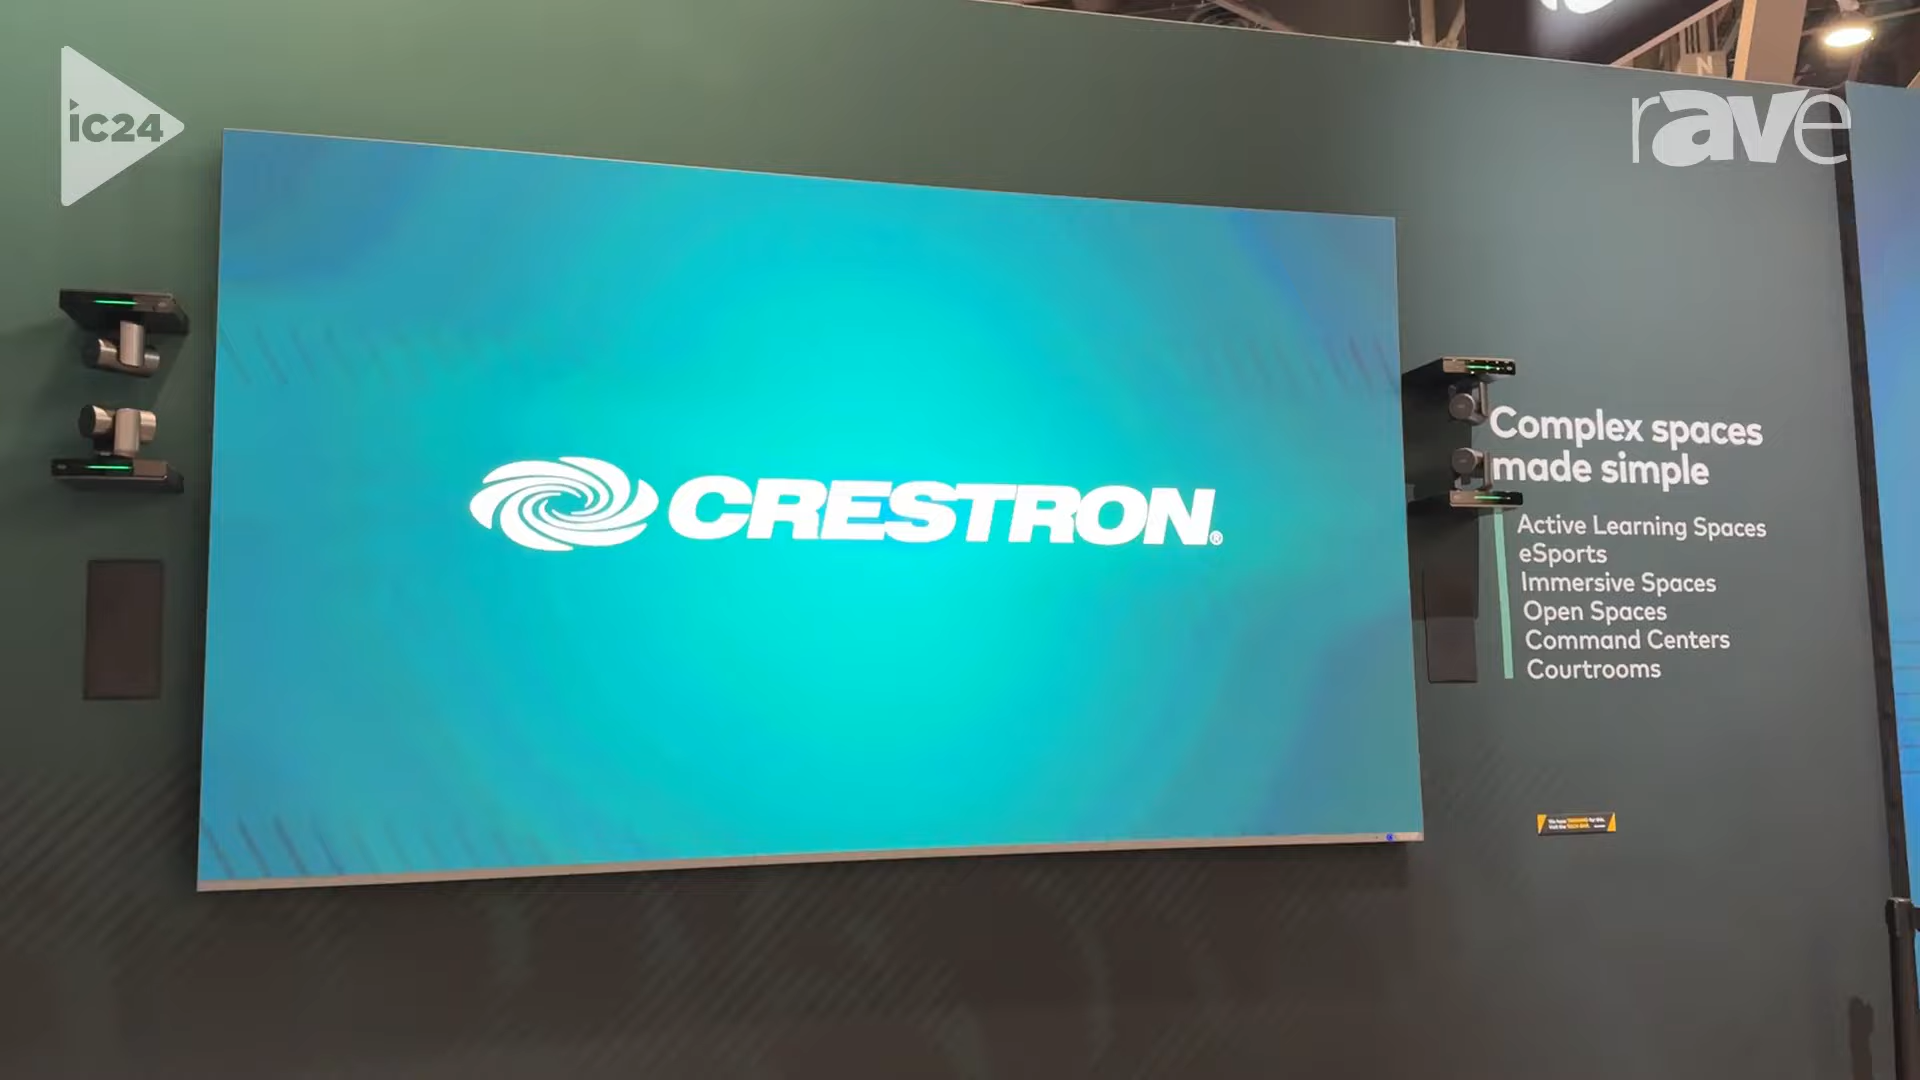 ic24
rave
N
CRESTRON®
Complex spaces
made simple
Active Learning Spaces
eSports
Immersive Spaces
Open Spaces
Command Centers
Courtrooms